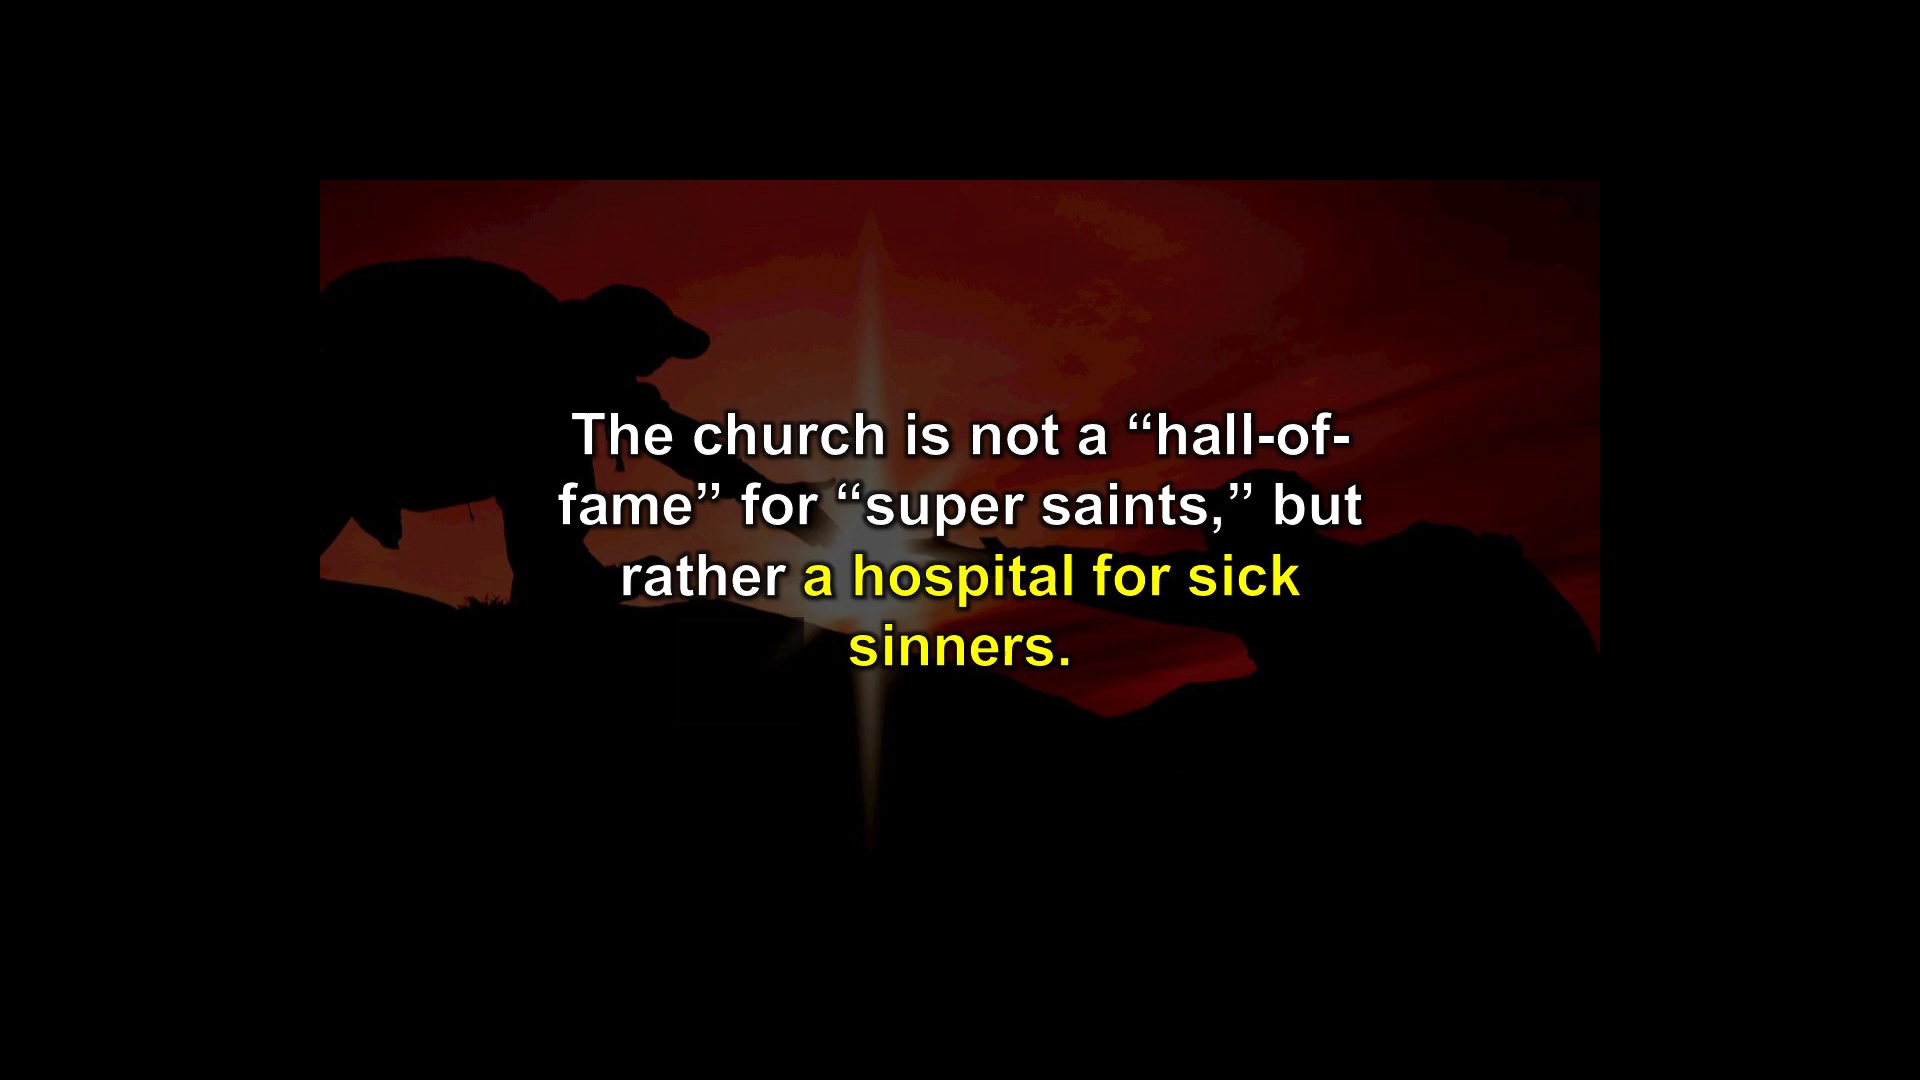 The church is not a “hall-of-
fame” for “super saints,” but
rather a hospital for sick
sinners.